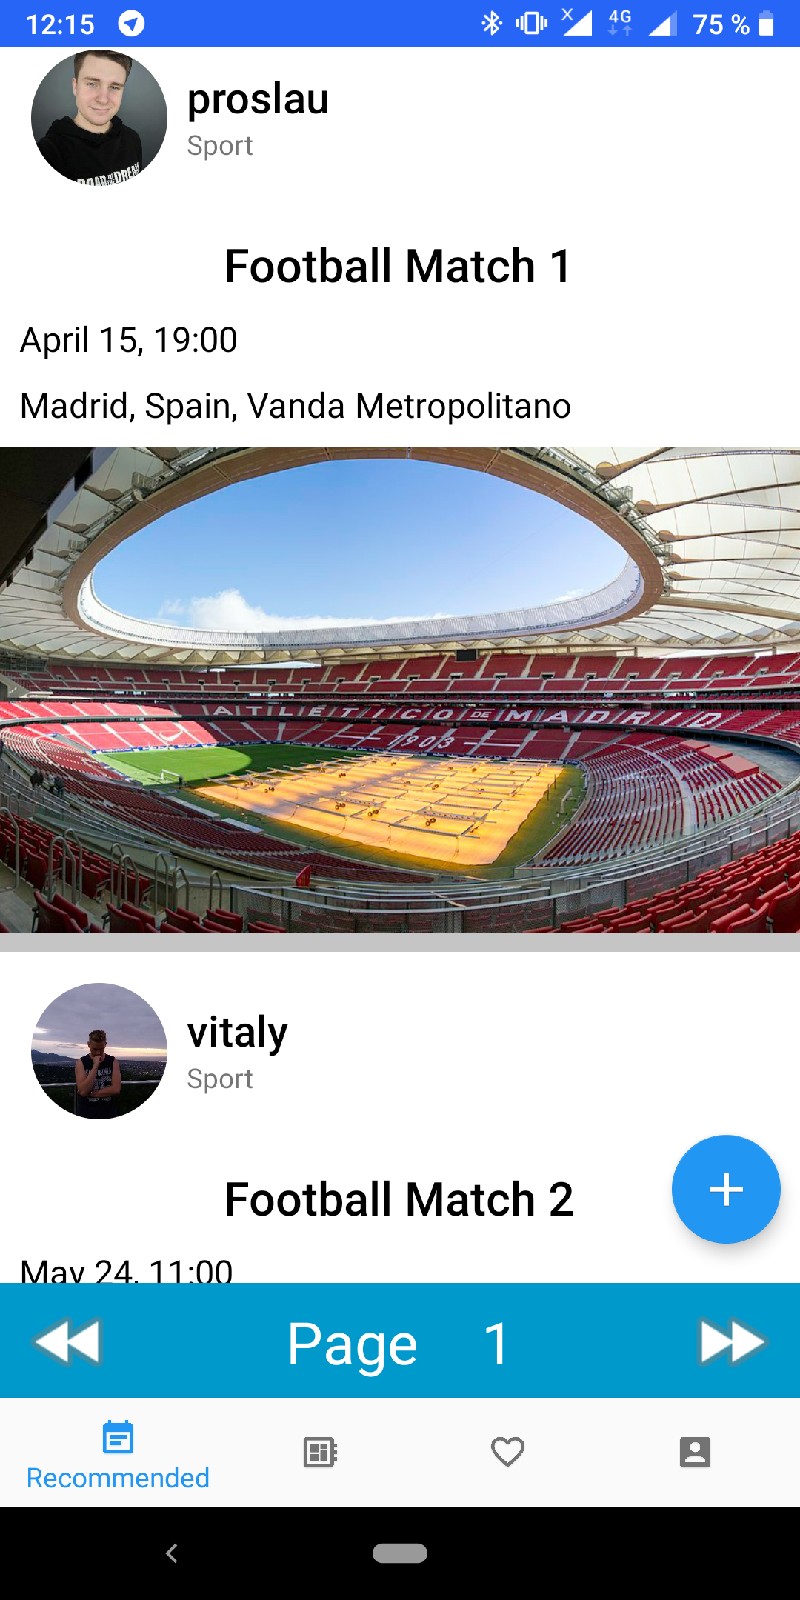 12:15 4G 75 %
proslau
Sport
Football Match 1
April 15, 19:00
Madrid, Spain, Vanda Metropolitano
ATLÉTICO DE MADRID
1903
vitaly
Sport
Football Match 2
May 24, 11:00
Page 1
Recommended